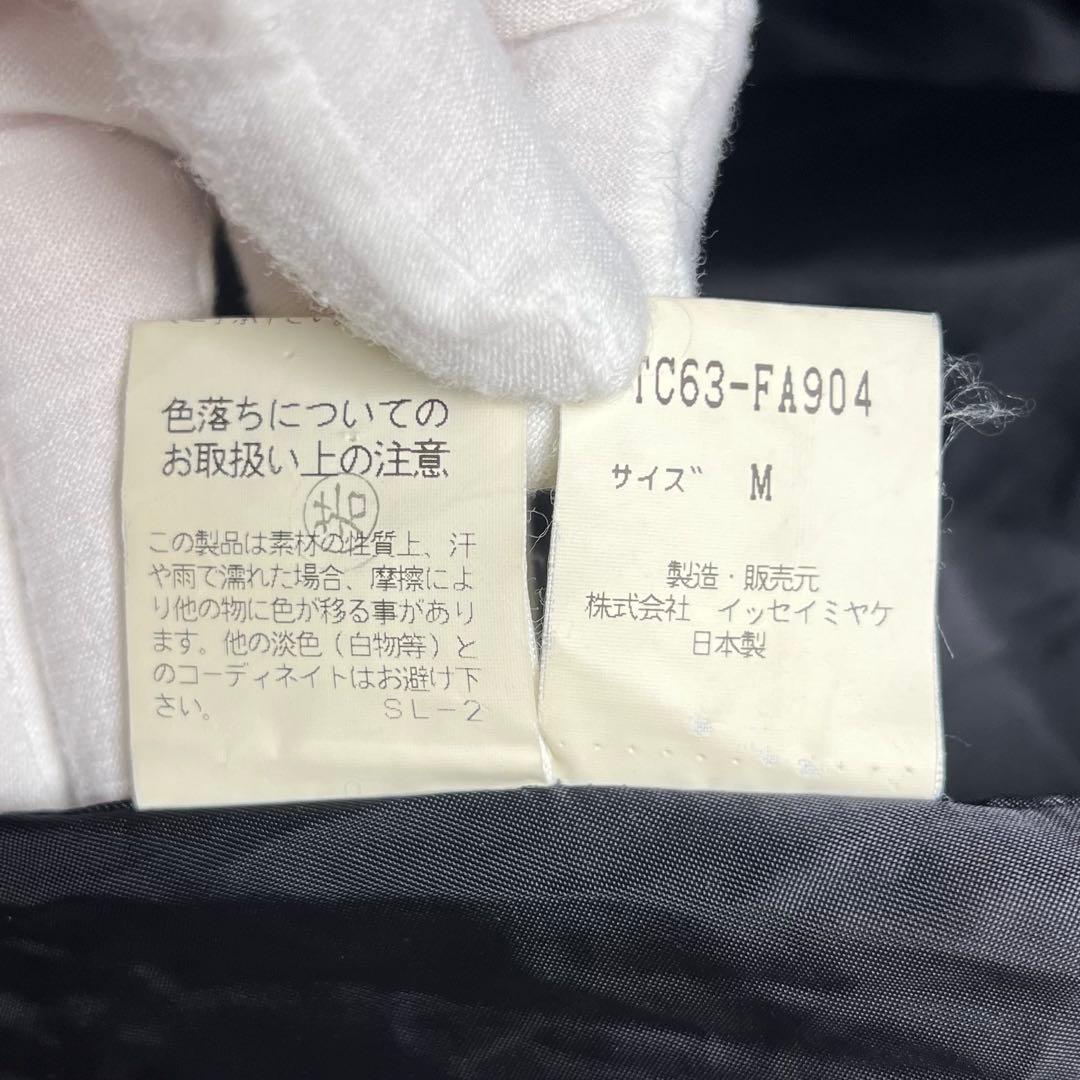 色落ちについての
お取扱い上の注意
この製品は素材の性質上、汗
や雨で濡れた場合、摩擦によ
り他の物に色が移る事があり
ます。他の淡色（白物等）と
のコーディネイトはお避け下
さい。 SL-2
TC63-FA904
サイズ M
製造・販売元
株式会社 イッセイミヤケ
日本製